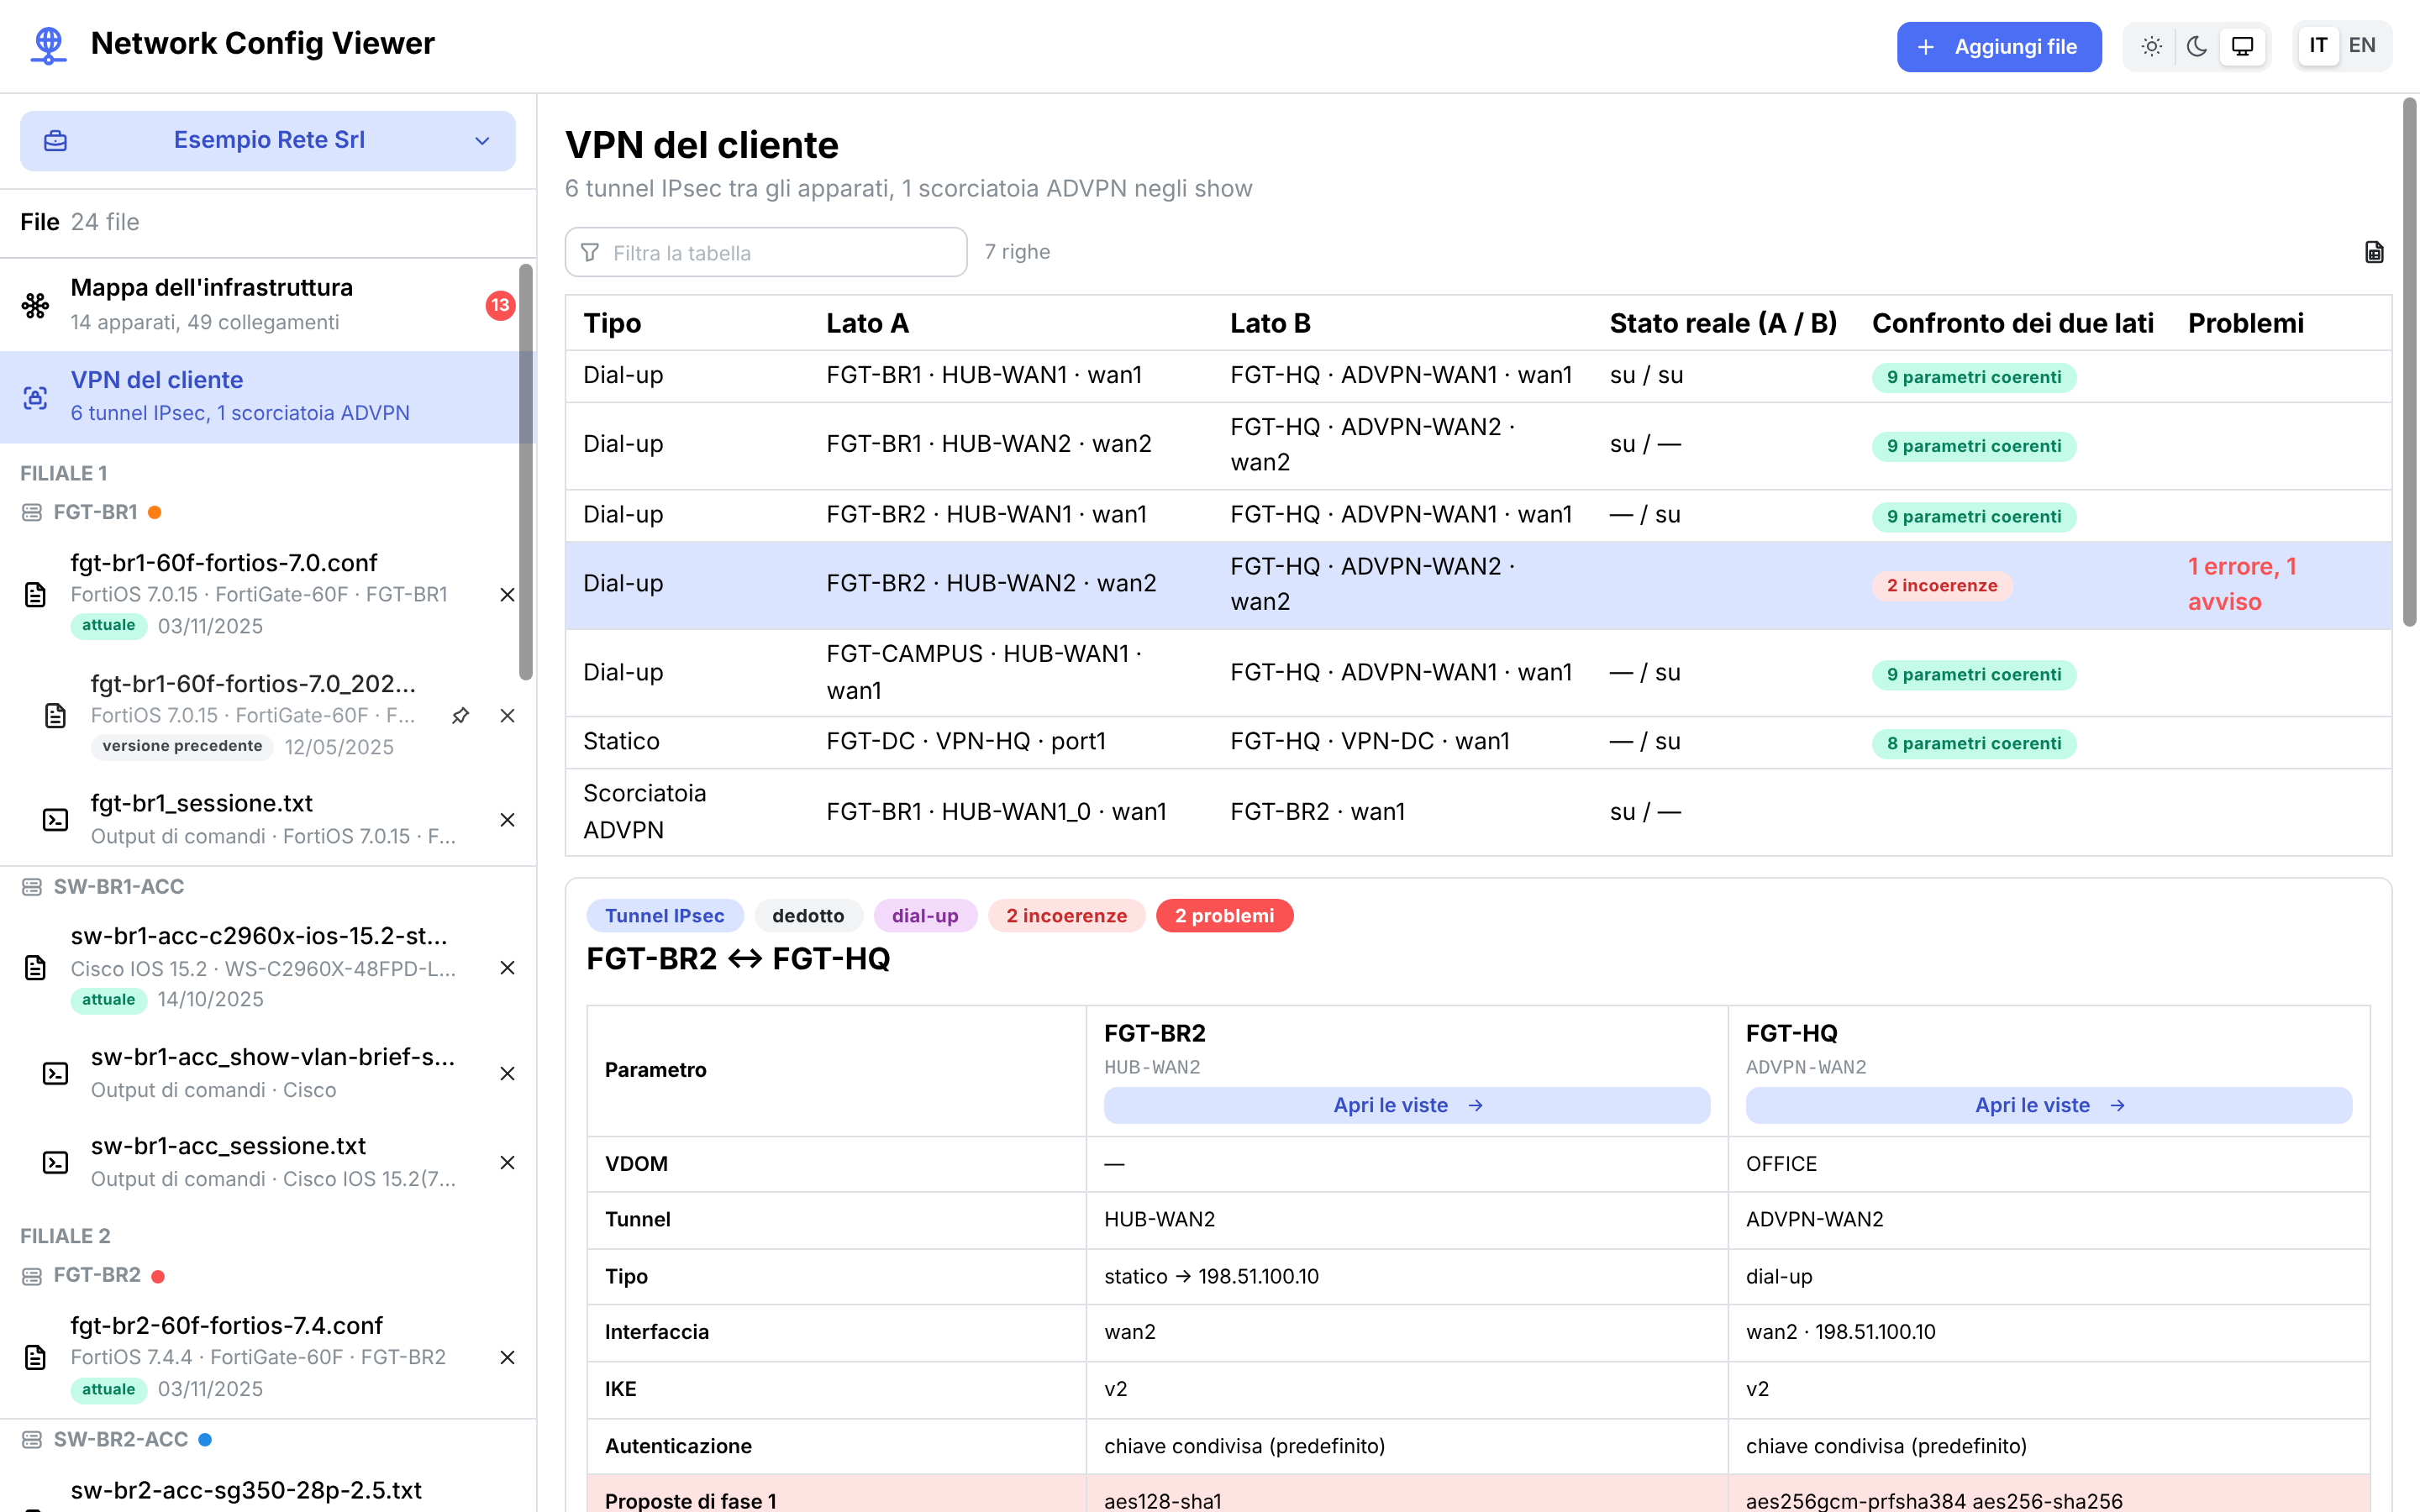 Network Config Viewer
Aggiungi file
IT EN
Esempio Rete Srl
File 24 file
Mappa dell'infrastruttura
14 apparati, 49 collegamenti
13
VPN del cliente
6 tunnel IPsec, 1 scorciatoia ADVPN
FILIALE 1
FGT-BR1
fgt-br1-60f-fortios-7.0.conf
FortiOS 7.0.15 · FortiGate-60F · FGT-BR1
attuale 03/11/2025
fgt-br1-60f-fortios-7.0_202...
FortiOS 7.0.15 · FortiGate-60F · F...
versione precedente 12/05/2025
fgt-br1_sessione.txt
Output di comandi · FortiOS 7.0.15 · F...
SW-BR1-ACC
sw-br1-acc-c2960x-ios-15.2-st...
Cisco IOS 15.2 · WS-C2960X-48FPD-L...
attuale 14/10/2025
sw-br1-acc_show-vlan-brief-s...
Output di comandi · Cisco
sw-br1-acc_sessione.txt
Output di comandi · Cisco IOS 15.2(7...
FILIALE 2
FGT-BR2
fgt-br2-60f-fortios-7.4.conf
FortiOS 7.4.4 · FortiGate-60F · FGT-BR2
attuale 03/11/2025
SW-BR2-ACC
sw-br2-acc-sg350-28p-2.5.txt
VPN del cliente
6 tunnel IPsec tra gli apparati, 1 scorciatoia ADVPN negli show
Filtra la tabella 7 righe
Tipo Lato A Lato B Stato reale (A / B) Confronto dei due lati Problemi
Dial-up FGT-BR1 · HUB-WAN1 · wan1 FGT-HQ · ADVPN-WAN1 · wan1 su / su 9 parametri coerenti
Dial-up FGT-BR1 · HUB-WAN2 · wan2 FGT-HQ · ADVPN-WAN2 ·
wan2 su / — 9 parametri coerenti
Dial-up FGT-BR2 · HUB-WAN1 · wan1 FGT-HQ · ADVPN-WAN1 · wan1 — / su 9 parametri coerenti
Dial-up FGT-BR2 · HUB-WAN2 · wan2 FGT-HQ · ADVPN-WAN2 ·
wan2 2 incoerenze 1 errore, 1
avviso
Dial-up FGT-CAMPUS · HUB-WAN1 ·
wan1 FGT-HQ · ADVPN-WAN1 · wan1 — / su 9 parametri coerenti
Statico FGT-DC · VPN-HQ · port1 FGT-HQ · VPN-DC · wan1 — / su 8 parametri coerenti
Scorciatoia
ADVPN FGT-BR1 · HUB-WAN1_0 · wan1 FGT-BR2 · wan1 su / —
Tunnel IPsec dedotto dial-up 2 incoerenze 2 problemi
FGT-BR2 ↔ FGT-HQ
Parametro FGT-BR2 FGT-HQ
HUB-WAN2 ADVPN-WAN2
Apri le viste → Apri le viste →
VDOM — OFFICE
Tunnel HUB-WAN2 ADVPN-WAN2
Tipo statico → 198.51.100.10 dial-up
Interfaccia wan2 wan2 · 198.51.100.10
IKE v2 v2
Autenticazione chiave condivisa (predefinito) chiave condivisa (predefinito)
Proposte di fase 1 aes128-sha1 aes256gcm-prfsha384 aes256-sha256